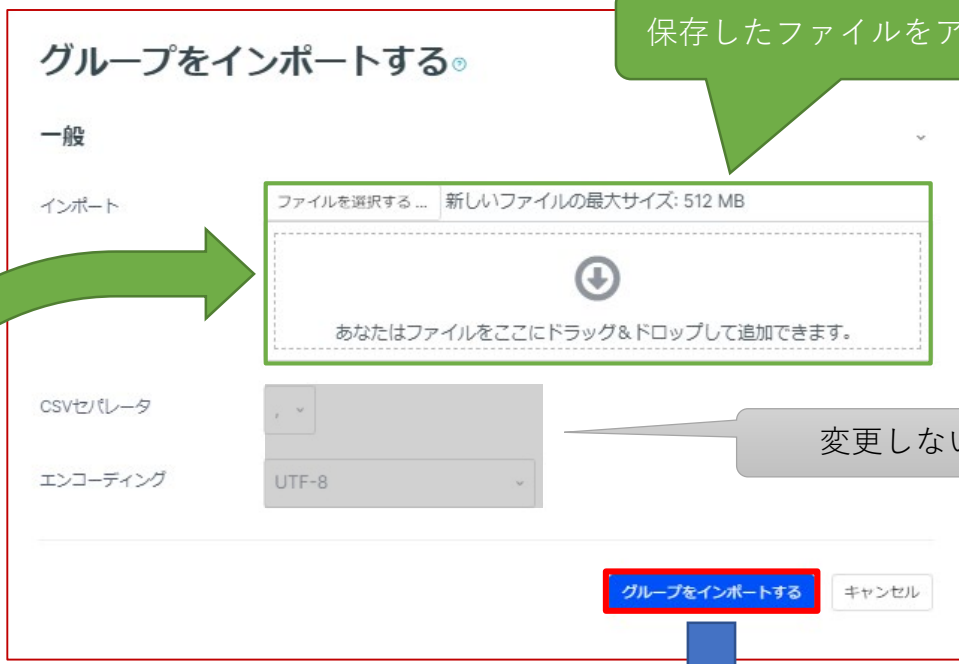 保存したファイルをア
グループをインポートする
一般
インポート
ファイルを選択する ...
新しいファイルの最大サイズ: 512 MB
あなたはファイルをここにドラッグ&ドロップして追加できます。
CSVセパレータ
,
変更しない
エンコーディング
UTF-8
グループをインポートする
キャンセル